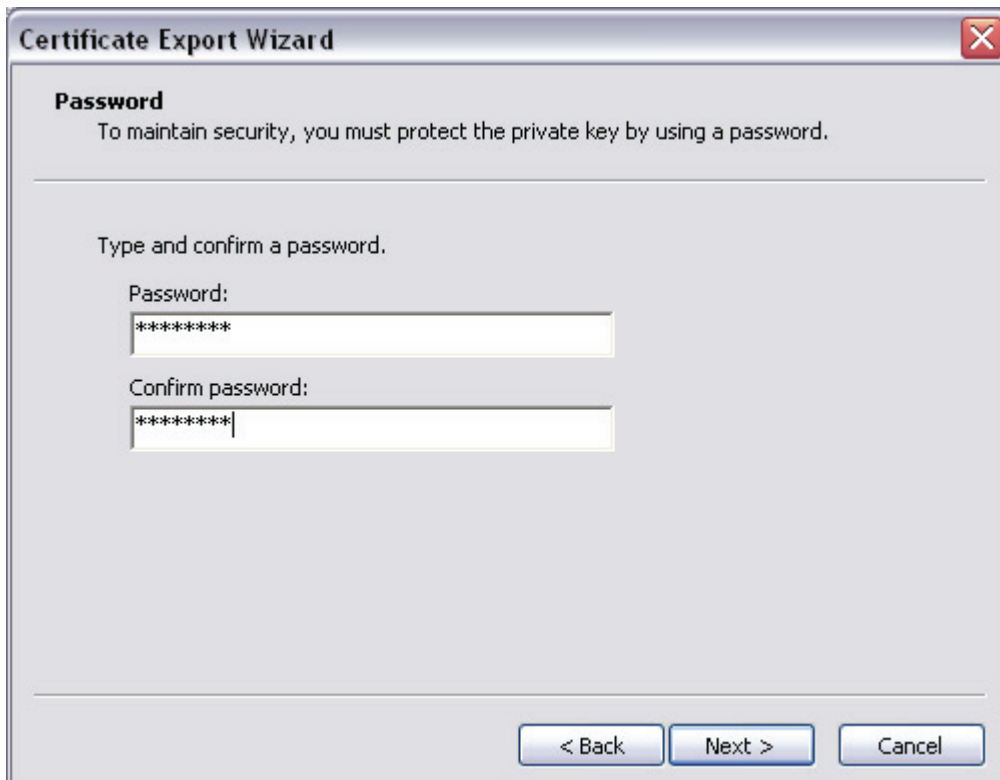 Certificate Export Wizard
Password
To maintain security, you must protect the private key by using a password.
Type and confirm a password.
Password:
********
Confirm password:
********
< Back Next > Cancel